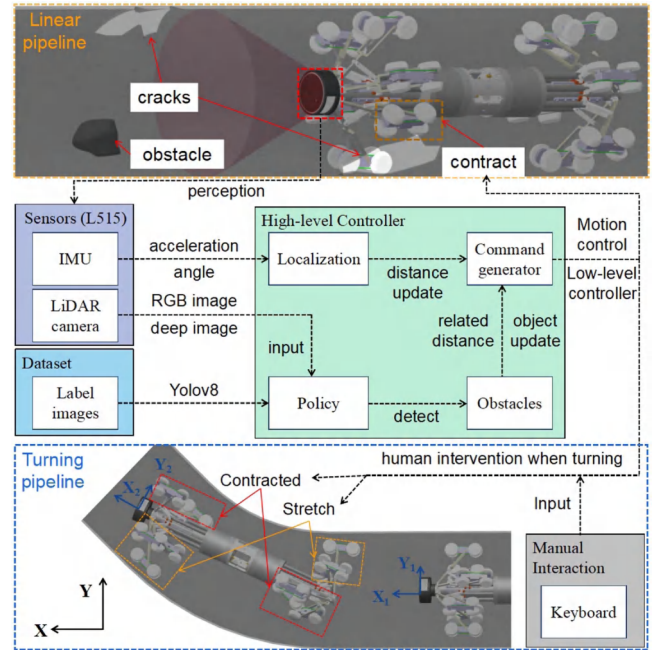 Linear
pipeline
cracks
obstacle
contract
perception
Sensors (L515)
IMU
LiDAR
camera
acceleration
angle
RGB image
deep image
High-level Controller
Localization
distance
update
Command
generator
Motion
control
Low-level
controller
related
distance
object
update
input
Dataset
Label
images
Yolov8
Policy
detect
Obstacles
Turning
pipeline
Y2
X2
Contracted
Stretch
human intervention when turning
Input
Y1
X1
Y
X
Manual
Interaction
Keyboard